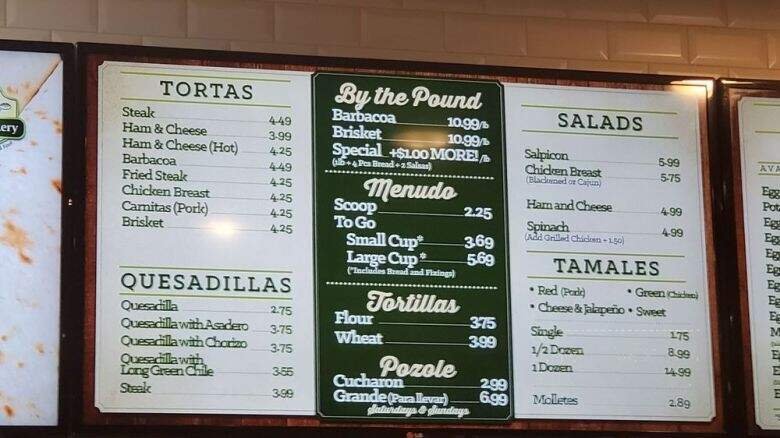 TORTAS
Steak 4.49
Ham & Cheese 3.99
Ham & Cheese (Hot) 4.25
Barbacoa 4.49
Fried Steak 4.25
Chicken Breast 4.25
Carnitas (Pork) 4.25
Brisket 4.25
QUESADILLAS
Quesadilla 2.75
Quesadilla with Asadero 3.75
Quesadilla with Chorizo 3.75
Quesadilla with
Long Green Chile 3.55
Steak 3.99
By the Pound
Barbacoa 10.99/lb
Brisket 10.99/lb
Special +$1.00 MORE!/lb
(1lb + 4 Pcs Bread + 2 Salsas)
Menudo
Scoop 2.25
To Go
Small Cup* 3.69
Large Cup* 5.69
(*Includes Bread and Fixings)
Tortillas
Flour 3.75
Wheat 3.99
Pozole
Cucharon 2.99
Grande (Para llevar) 6.99
Saturdays & Sundays
SALADS
Salpicon 5.99
Chicken Breast 5.75
(Blackened or Cajun)
Ham and Cheese 4.99
Spinach 4.99
(Add Grilled Chicken + 1.50)
TAMALES
• Red (Pork) • Green (Chicken)
• Cheese & Jalapeño • Sweet
Single 1.75
1/2 Dozen 8.99
1 Dozen 14.99
Molletes 2.89